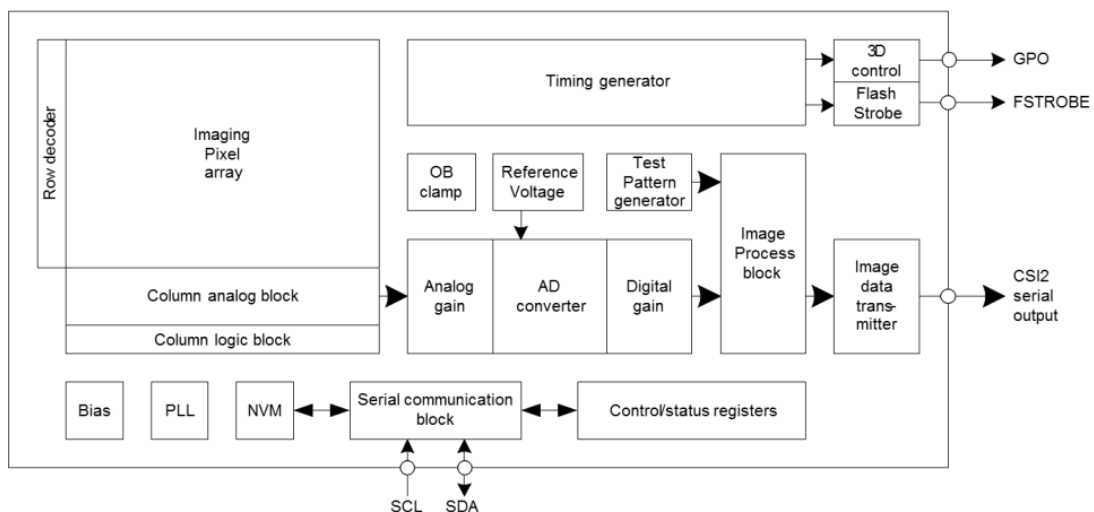 Row decoder
Imaging
Pixel
array
Timing generator
3D
control
GPO
Flash
Strobe
FSTROBE
OB
clamp
Reference
Voltage
Test
Pattern
generator
Image
Process
block
Column analog block
Column logic block
Analog
gain
AD
converter
Digital
gain
Image
data
trans-
mitter
CSI2
serial
output
Bias
PLL
NVM
Serial communication
block
Control/status registers
SCL
SDA